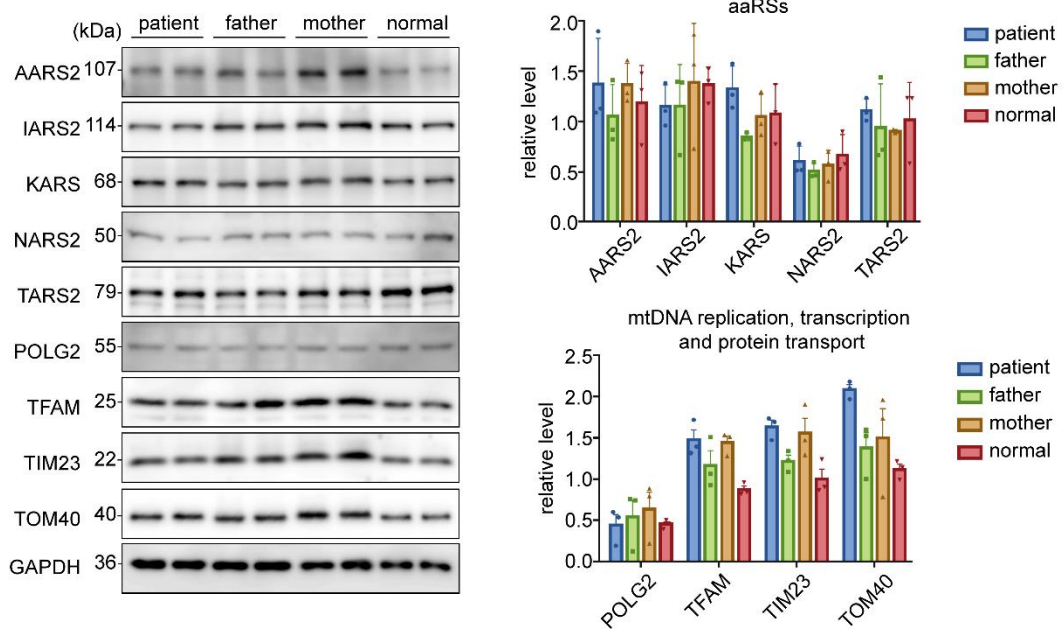 patient father mother normal
(kDa)
AARS2 107-
IARS2 114-
KARS 68-
NARS2 50-
TARS2 79-
POLG2 55-
TFAM 25-
TIM23 22-
TOM40 40-
GAPDH 36-
aaRSs
relative level
2.0
1.5
1.0
0.5
0.0
AARS2 IARS2 KARS NARS2 TARS2
patient
father
mother
normal
mtDNA replication, transcription
and protein transport
relative level
2.5
2.0
1.5
1.0
0.5
0.0
POLG2 TFAM TIM23 TOM40
patient
father
mother
normal